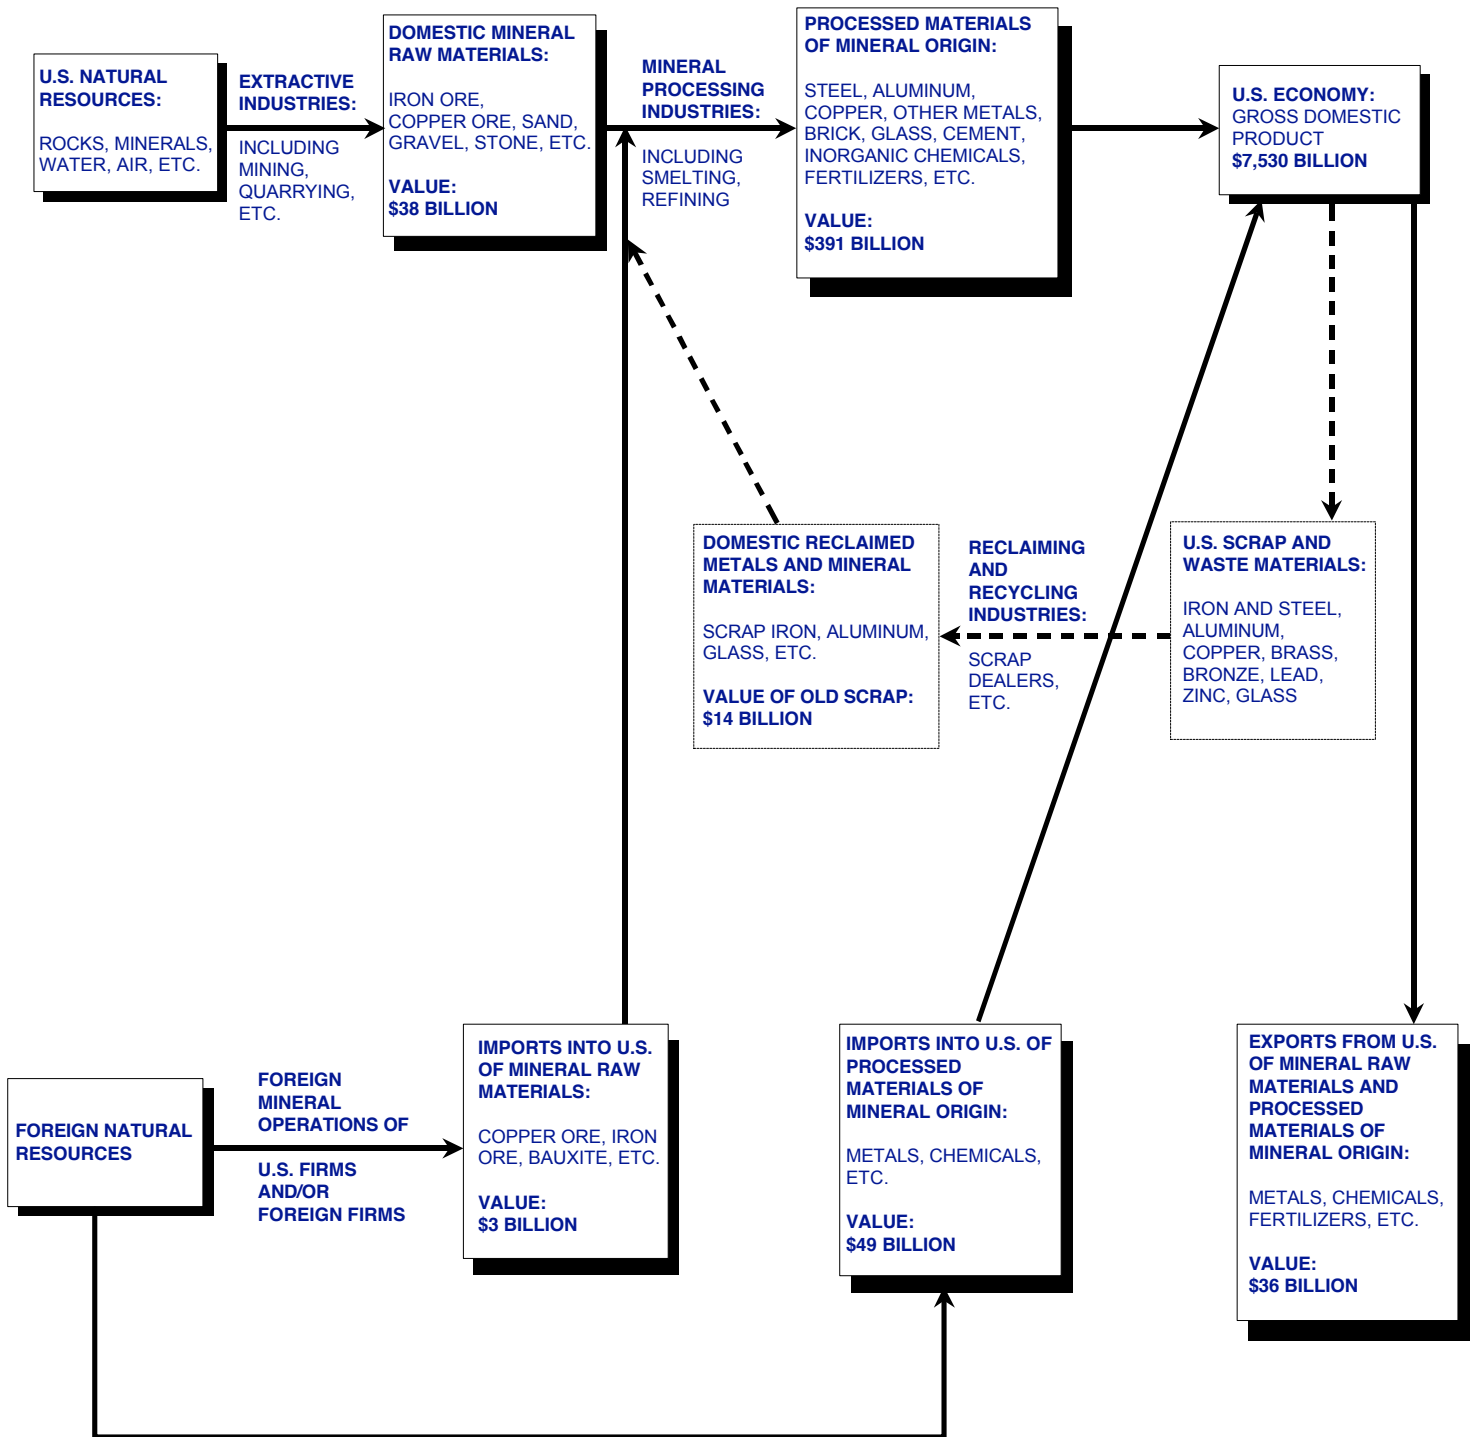 U.S. NATURAL
RESOURCES:
ROCKS, MINERALS,
WATER, AIR, ETC.
EXTRACTIVE
INDUSTRIES:
INCLUDING
MINING,
QUARRYING,
ETC.
DOMESTIC MINERAL
RAW MATERIALS:
IRON ORE,
COPPER ORE, SAND,
GRAVEL, STONE, ETC.
VALUE:
$38 BILLION
MINERAL
PROCESSING
INDUSTRIES:
INCLUDING
SMELTING,
REFINING
PROCESSED MATERIALS
OF MINERAL ORIGIN:
STEEL, ALUMINUM,
COPPER, OTHER METALS,
BRICK, GLASS, CEMENT,
INORGANIC CHEMICALS,
FERTILIZERS, ETC.
VALUE:
$391 BILLION
U.S. ECONOMY:
GROSS DOMESTIC
PRODUCT
$7,530 BILLION
DOMESTIC RECLAIMED
METALS AND MINERAL
MATERIALS:
SCRAP IRON, ALUMINUM,
GLASS, ETC.
VALUE OF OLD SCRAP:
$14 BILLION
RECLAIMING
AND
RECYCLING
INDUSTRIES:
SCRAP
DEALERS,
ETC.
U.S. SCRAP AND
WASTE MATERIALS:
IRON AND STEEL,
ALUMINUM,
COPPER, BRASS,
BRONZE, LEAD,
ZINC, GLASS
FOREIGN NATURAL
RESOURCES
FOREIGN
MINERAL
OPERATIONS OF
U.S. FIRMS
AND/OR
FOREIGN FIRMS
IMPORTS INTO U.S.
OF MINERAL RAW
MATERIALS:
COPPER ORE, IRON
ORE, BAUXITE, ETC.
VALUE:
$3 BILLION
IMPORTS INTO U.S. OF
PROCESSED
MATERIALS OF
MINERAL ORIGIN:
METALS, CHEMICALS,
ETC.
VALUE:
$49 BILLION
EXPORTS FROM U.S.
OF MINERAL RAW
MATERIALS AND
PROCESSED
MATERIALS OF
MINERAL ORIGIN:
METALS, CHEMICALS,
FERTILIZERS, ETC.
VALUE:
$36 BILLION